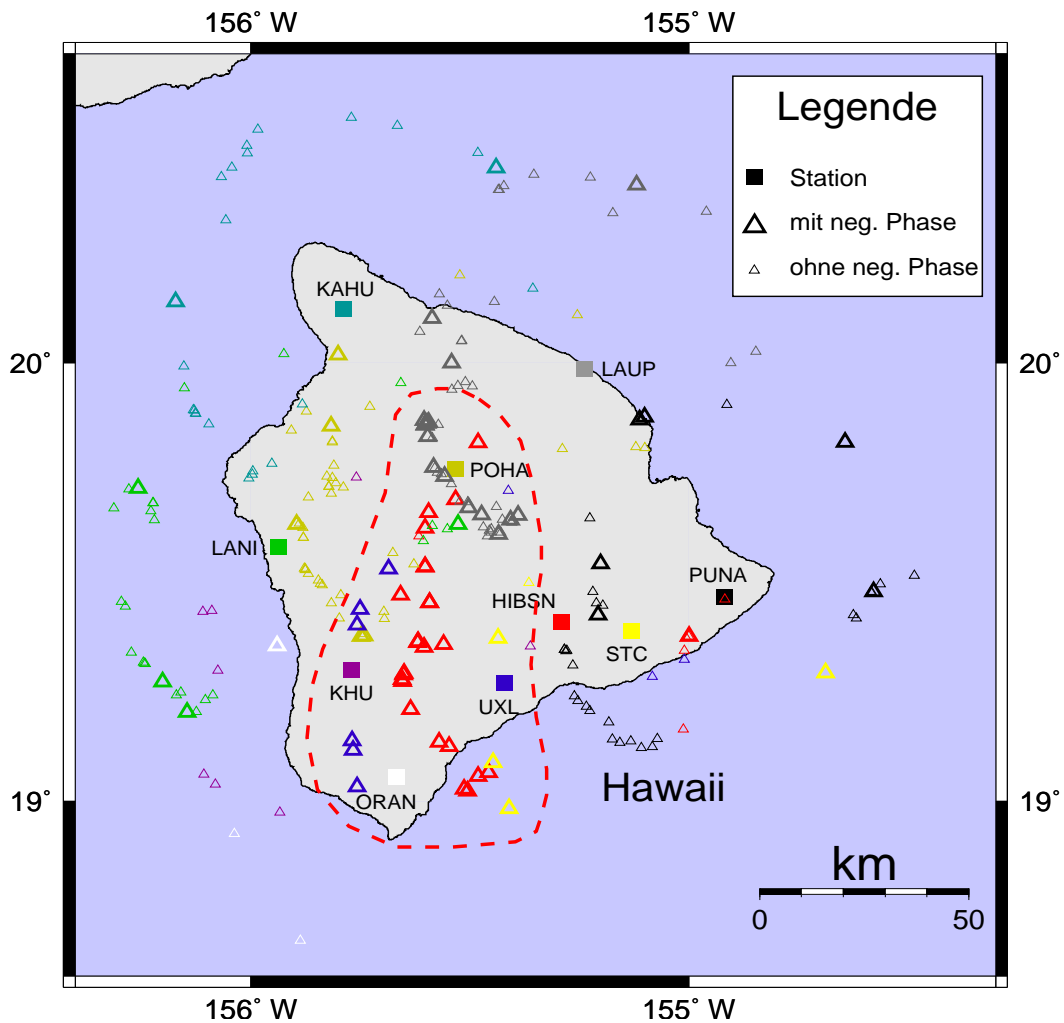 156° W 155° W
Legende
Station
mit neg. Phase
ohne neg. Phase
KAHU
20° LAUP 20°
POHA
LANI
PUNA
HIBSN
STC
KHU
UXL
ORAN
Hawaii
19° 19°
km
0 50
156° W 155° W